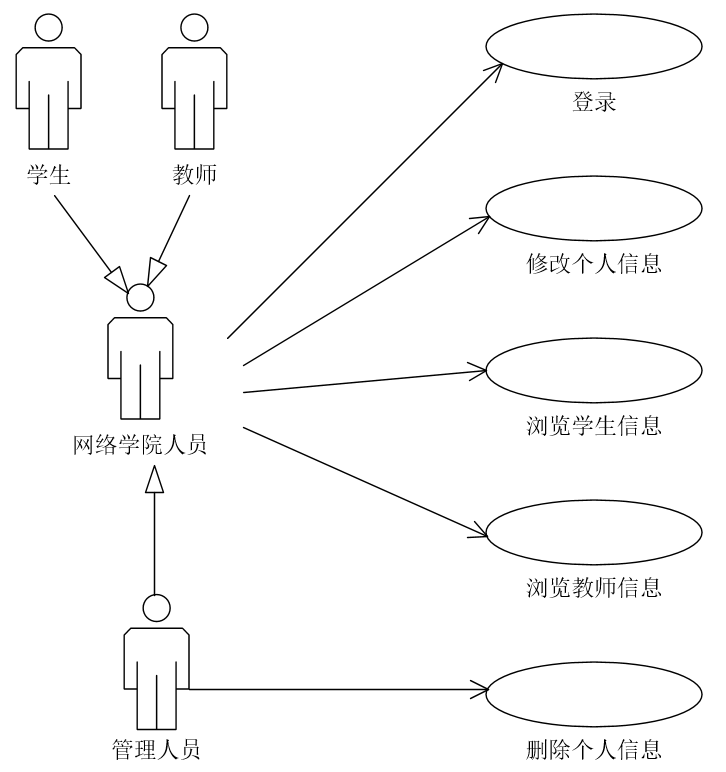 登录
学生
教师
修改个人信息
浏览学生信息
网络学院人员
浏览教师信息
管理人员
删除个人信息